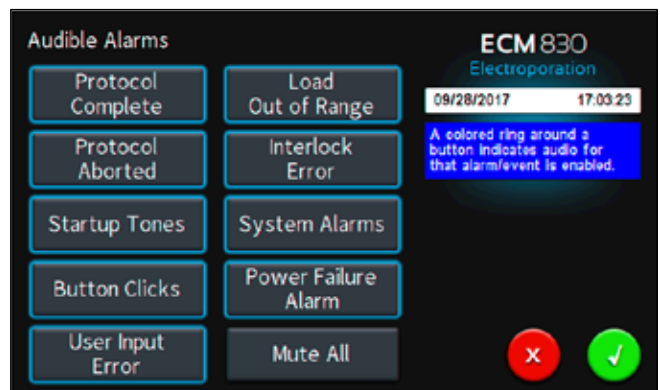 Audible Alarms
Protocol
Complete
Load
Out of Range
Protocol
Aborted
Interlock
Error
Startup Tones
System Alarms
Button Clicks
Power Failure
Alarm
User Input
Error
Mute All
ECM 830
Electroporation
09/28/2017 17:03:23
A colored ring around a
button indicates audio for
that alarm/event is enabled.
X